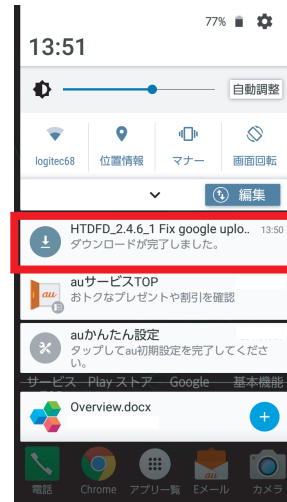 77%
13:51
自動調整
logitec68 位置情報 マナー 画面回転
編集
HTDFD_2.4.6_1 Fix google uplo.. 13:50
ダウンロードが完了しました。
auサービスTOP
au
おトクなプレゼントや割引を確認
auかんたん設定
タップしてau初期設定を完了してくださ
い。
サービス Play ストア Google 基本機能
Overview.docx
au
電話 Chrome アプリ一覧 Eメール カメラ